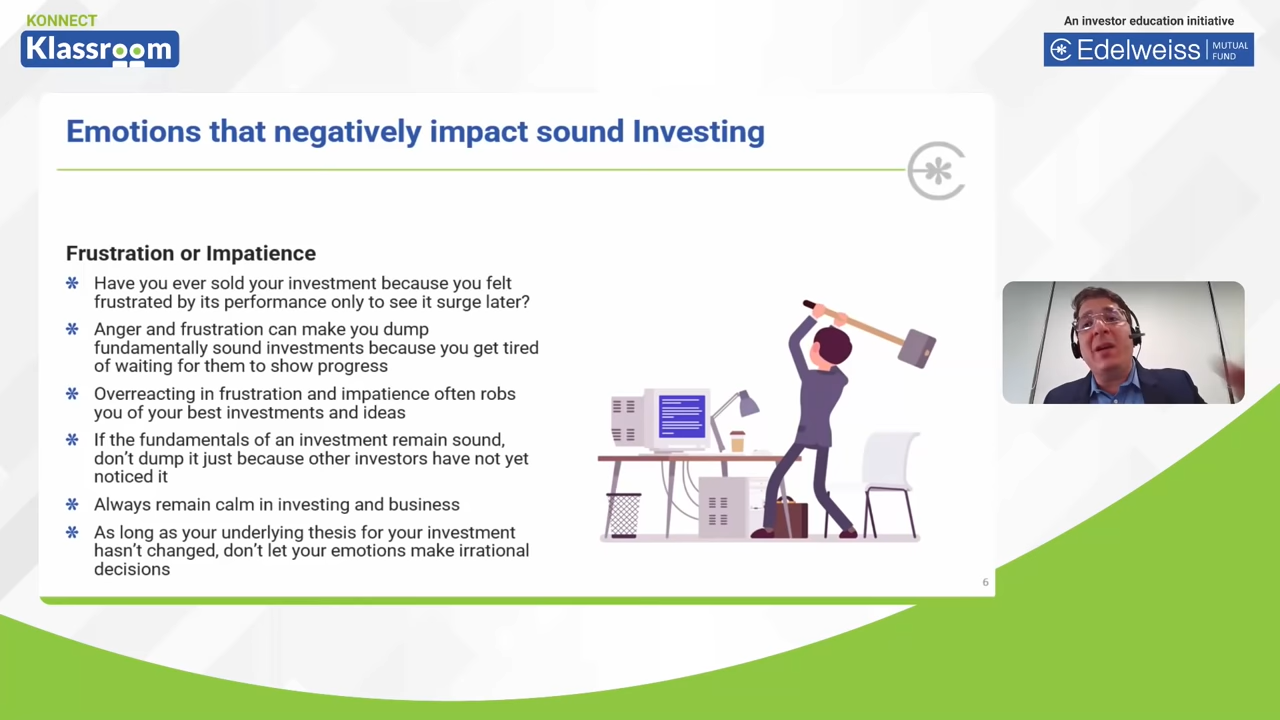 KONNECT
Klassroom
An investor education initiative
Edelweiss MUTUAL
FUND
Emotions that negatively impact sound Investing
Frustration or Impatience
Have you ever sold your investment because you felt
frustrated by its performance only to see it surge later?
Anger and frustration can make you dump
fundamentally sound investments because you get tired
of waiting for them to show progress
Overreacting in frustration and impatience often robs
you of your best investments and ideas
If the fundamentals of an investment remain sound,
don’t dump it just because other investors have not yet
noticed it
Always remain calm in investing and business
As long as your underlying thesis for your investment
hasn’t changed, don’t let your emotions make irrational
decisions
6